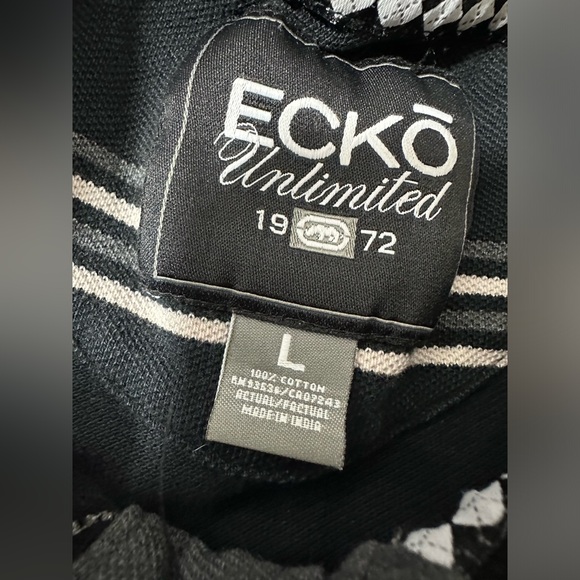 ECKŌ
Unlimited
19 72
L
100% COTTON
RN93536/CA07243
ACTUAL/FACTUAL
MADE IN INDIA